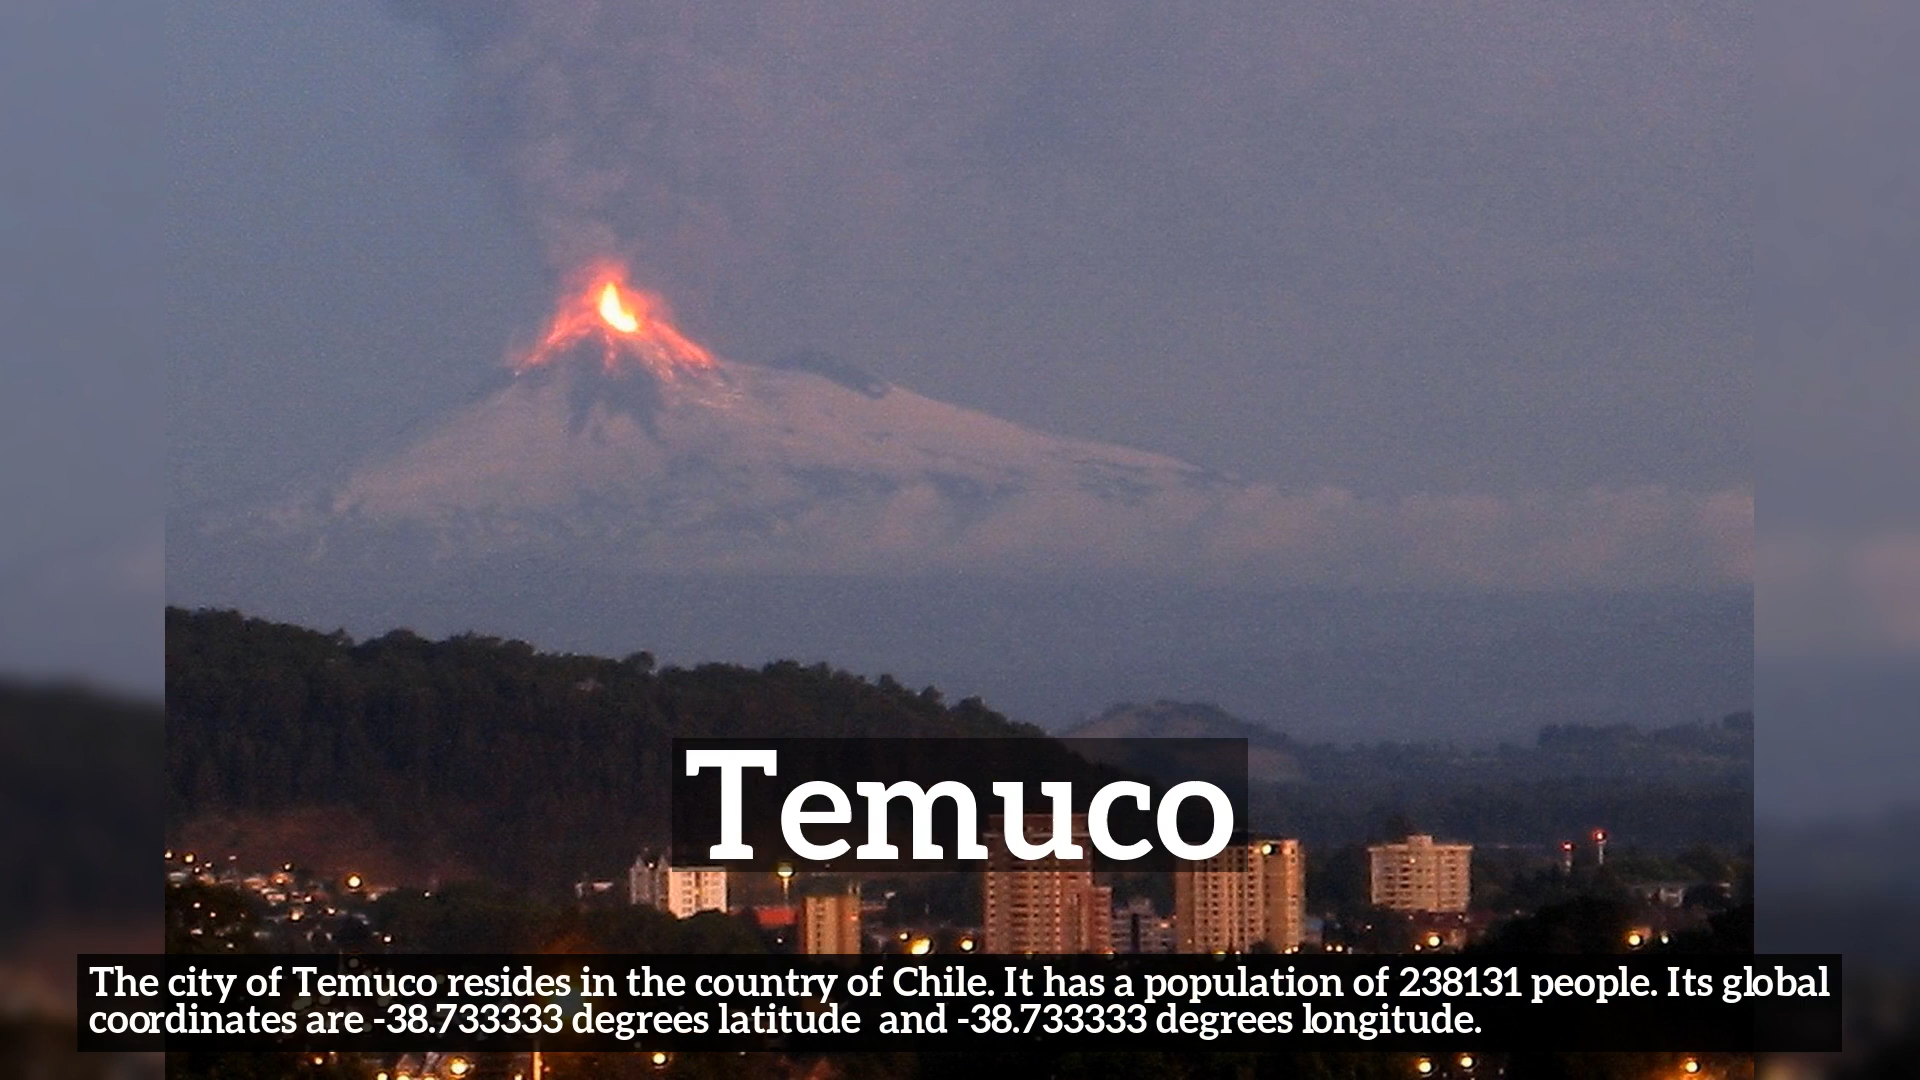 Temuco
The city of Temuco resides in the country of Chile. It has a population of 238131 people. Its global
coordinates are -38.733333 degrees latitude  and -38.733333 degrees longitude.